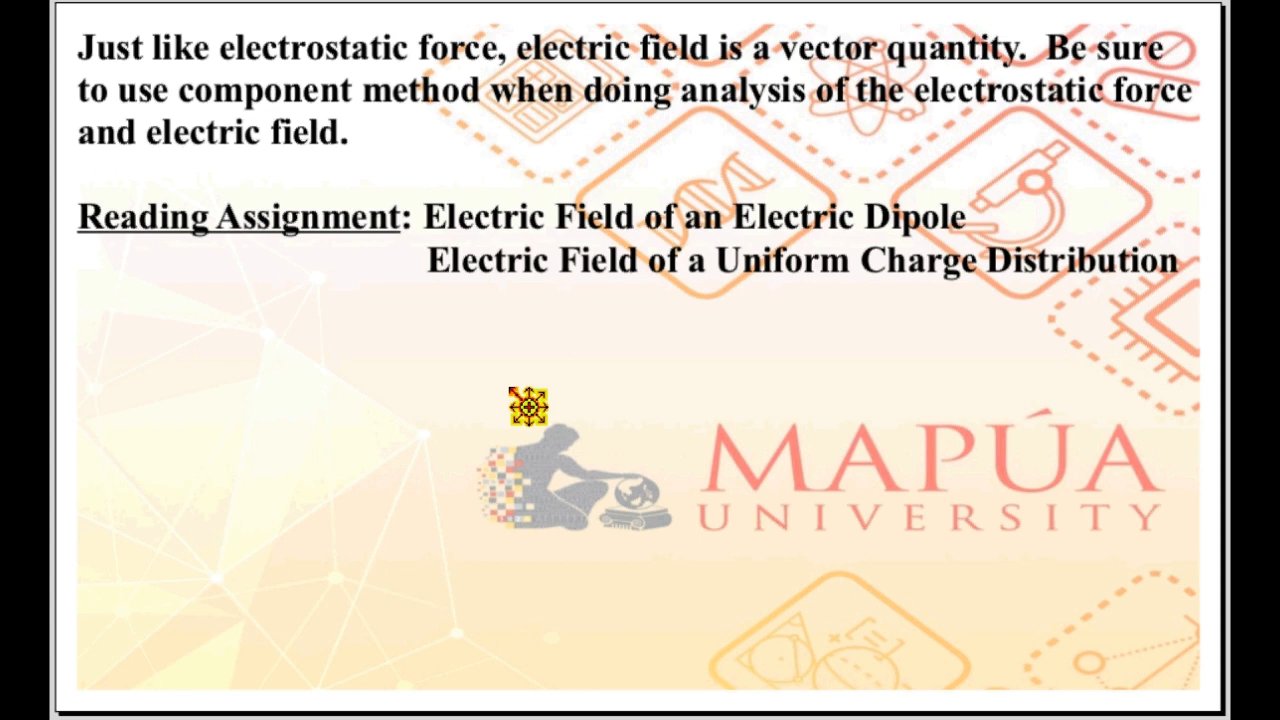 Just like electrostatic force, electric field is a vector quantity.  Be sure
to use component method when doing analysis of the electrostatic force
and electric field.
Reading Assignment: Electric Field of an Electric Dipole
Electric Field of a Uniform Charge Distribution
MAPÚA
UNIVERSITY